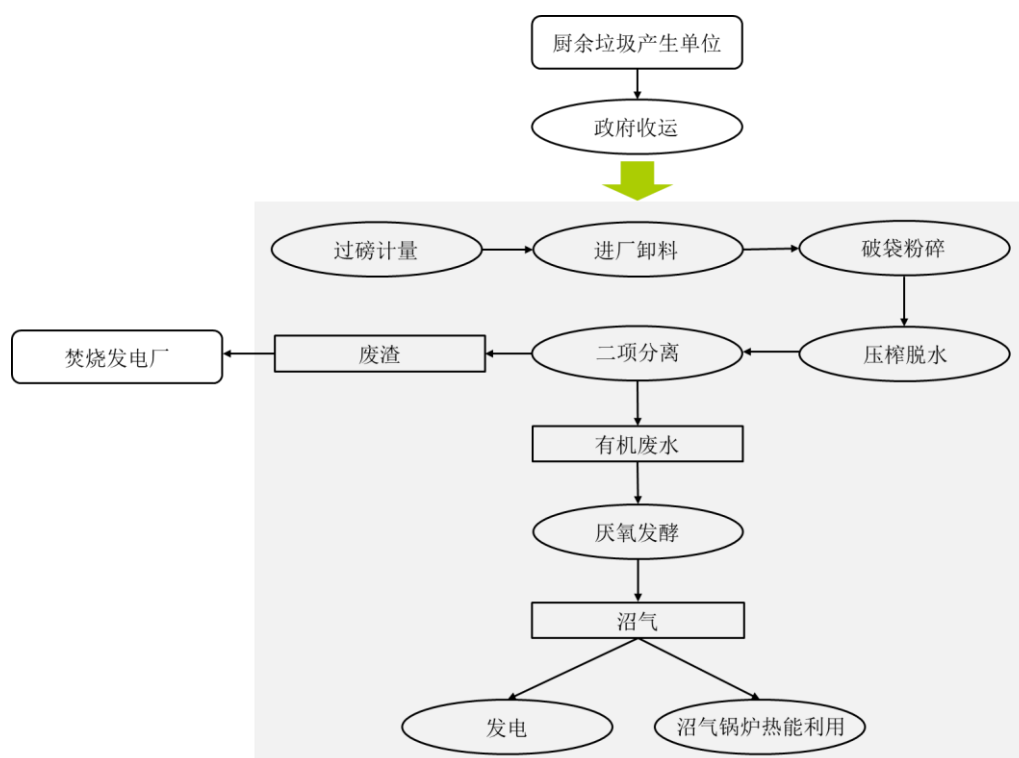 厨余垃圾产生单位
政府收运
过磅计量
进厂卸料
破袋粉碎
焚烧发电厂
废渣
二项分离
压榨脱水
有机废水
厌氧发酵
沼气
发电
沼气锅炉热能利用